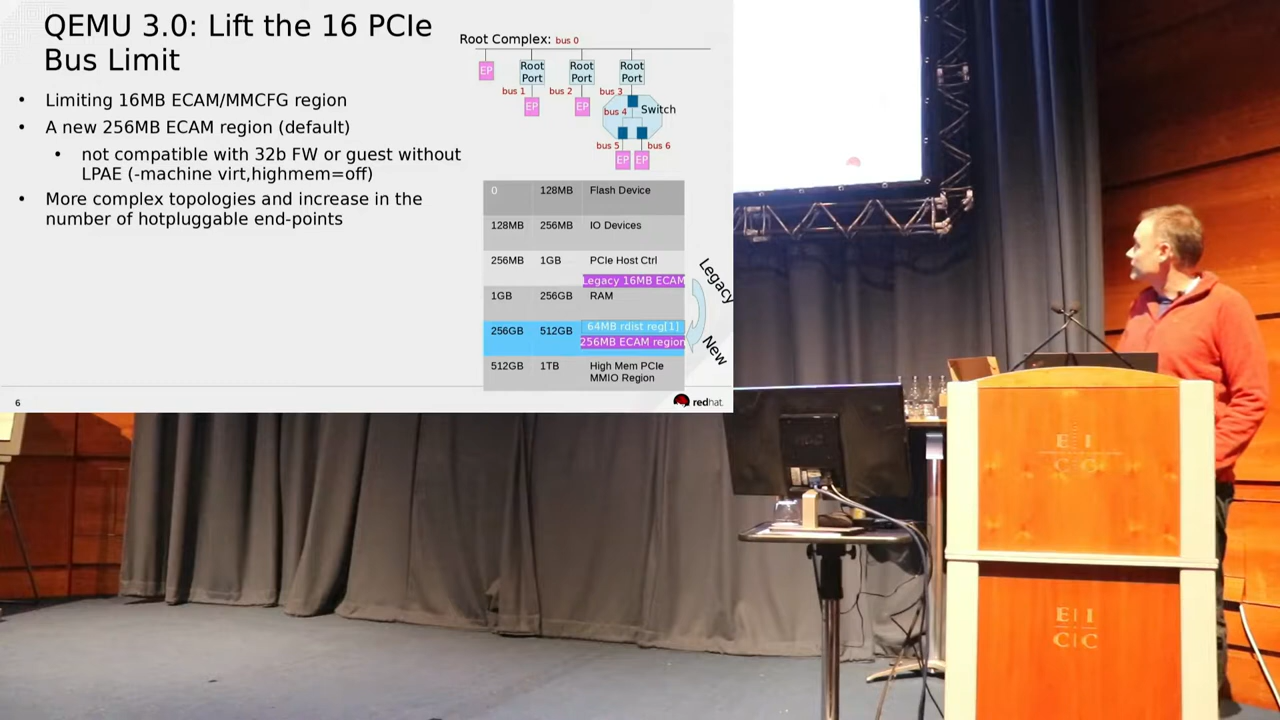 QEMU 3.0: Lift the 16 PCIe
Bus Limit
• Limiting 16MB ECAM/MMCFG region
• A new 256MB ECAM region (default)
• not compatible with 32b FW or guest without
LPAE (-machine virt,highmem=off)
• More complex topologies and increase in the
number of hotpluggable end-points
Root Complex: bus 0
EP
Root
Port
Root
Port
Root
Port
bus 1
bus 2
bus 3
EP
EP
bus 4
Switch
bus 5
bus 6
EP
EP
0 128MB Flash Device
128MB 256MB IO Devices
256MB 1GB PCIe Host Ctrl
Legacy 16MB ECAM
1GB 256GB RAM
256GB 512GB 64MB rdist reg[1]
256MB ECAM region
512GB 1TB High Mem PCIe
MMIO Region
Legacy
New
6
redhat.
E I
C C
E I
C C